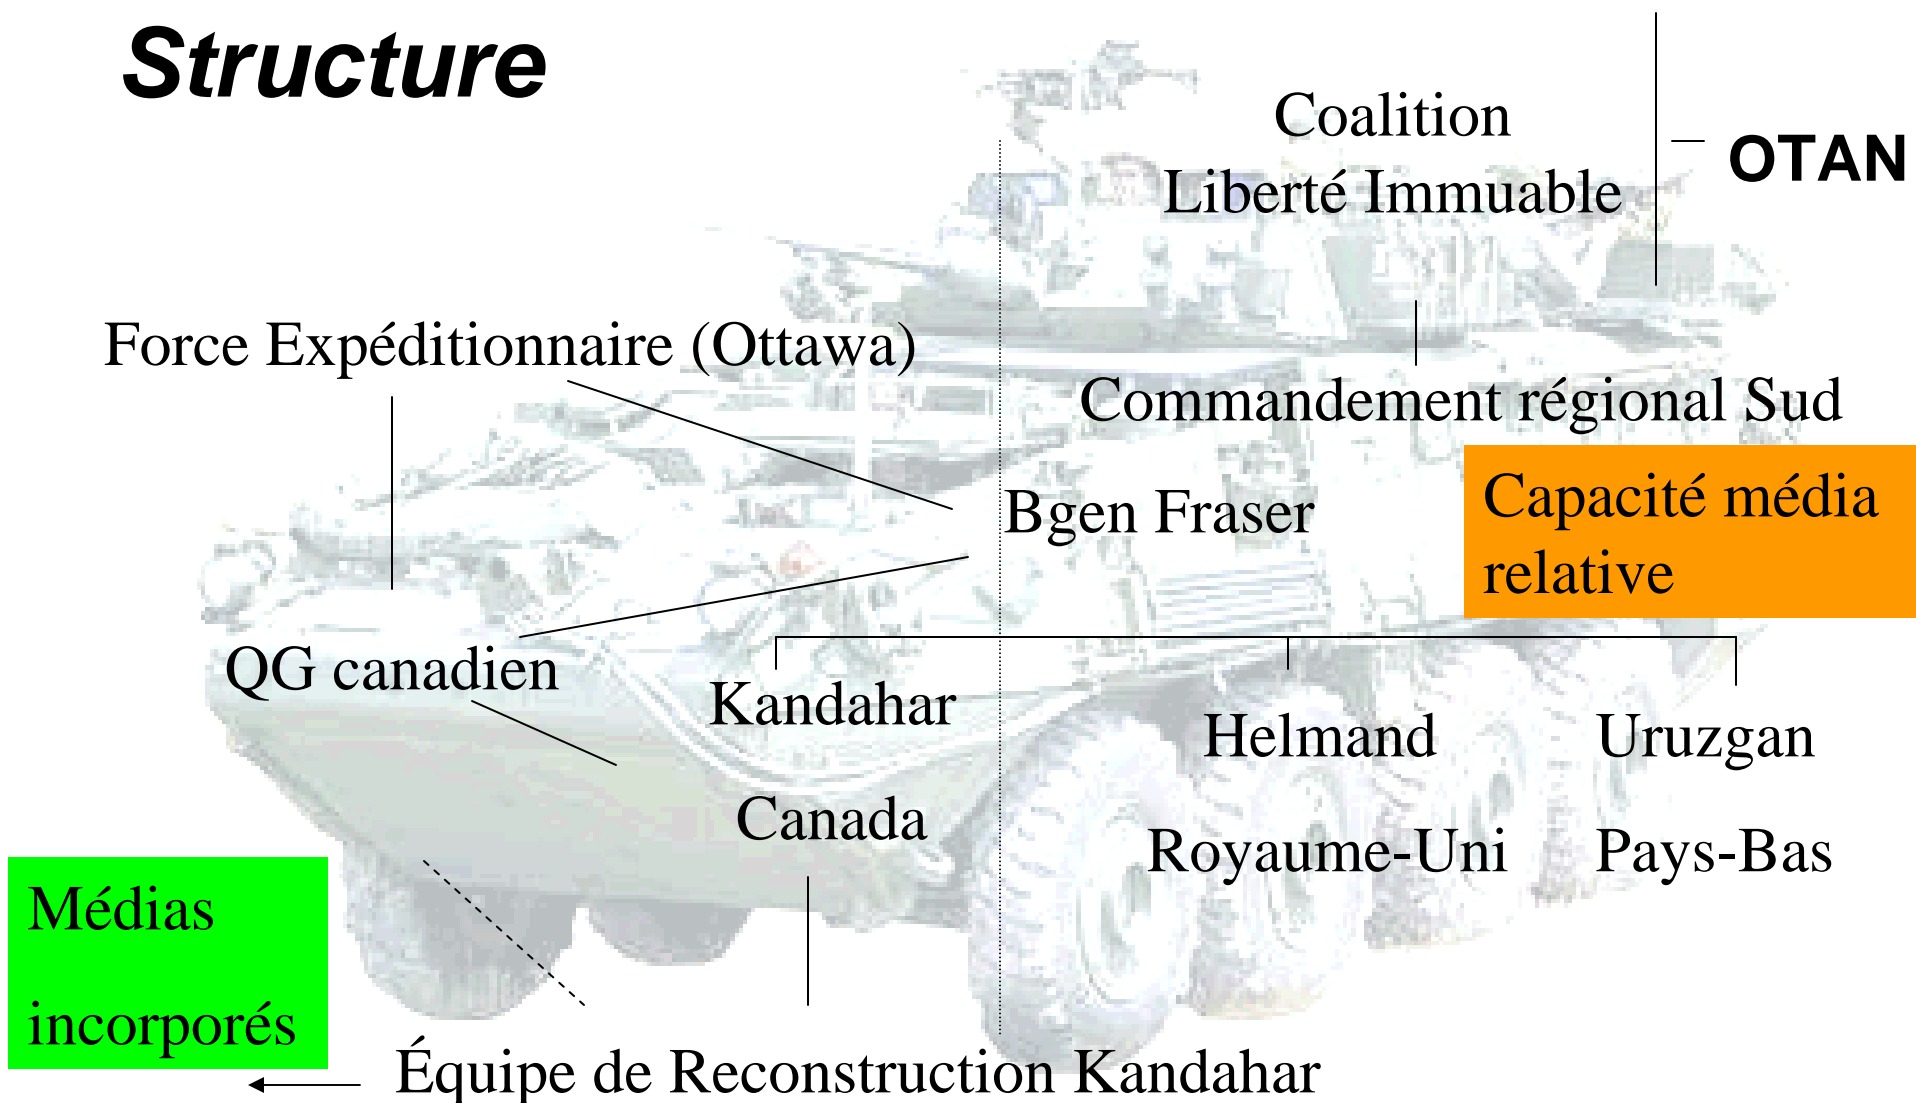 Structure
Coalition
Liberté Immuable
OTAN
Force Expéditionnaire (Ottawa)
Commandement régional Sud
Bgen Fraser
Capacité média
relative
QG canadien
Kandahar
Helmand
Uruzgan
Canada
Royaume-Uni
Pays-Bas
Médias
incorporés
Équipe de Reconstruction Kandahar